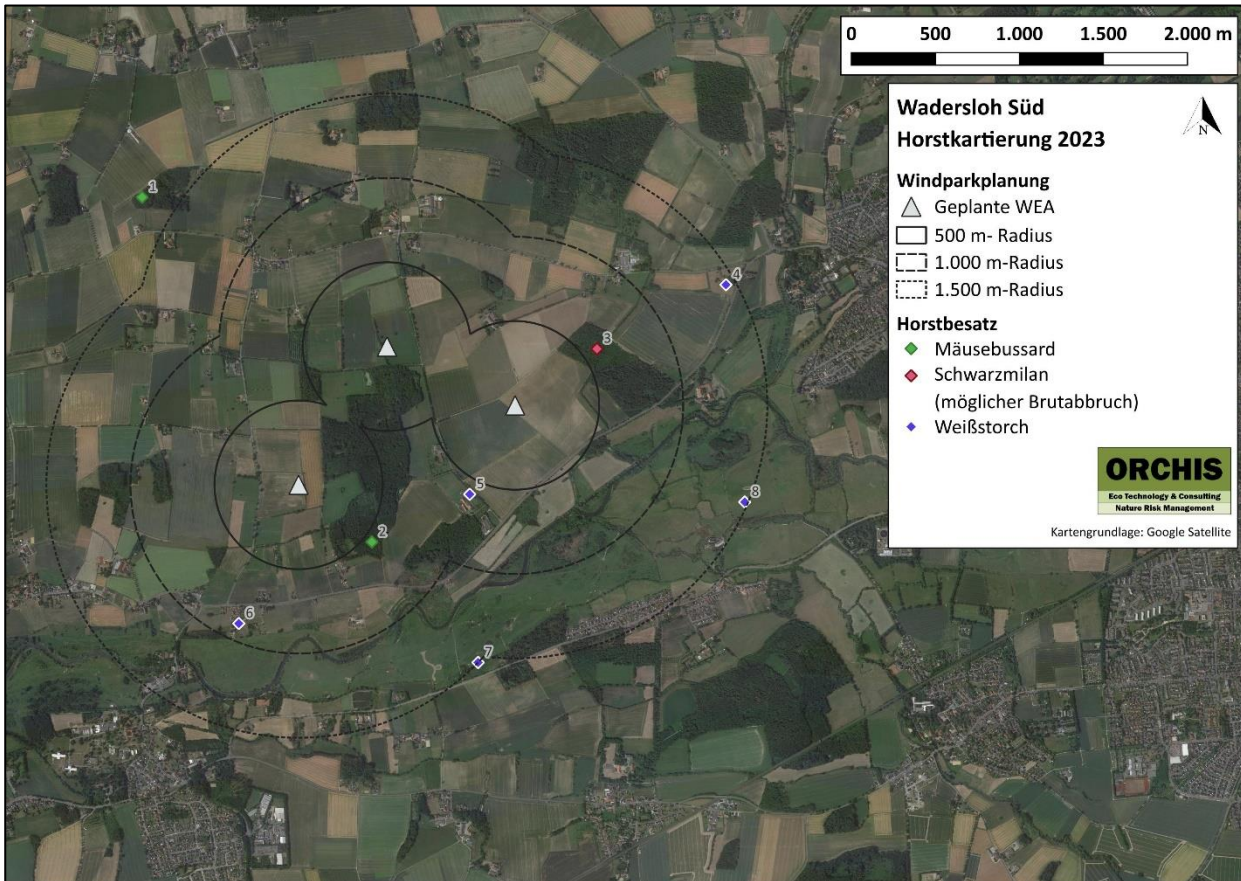 0 500 1.000 1.500 2.000 m
Wadersloh Süd
Horstkartierung 2023
N
Windparkplanung
Geplante WEA
500 m- Radius
1.000 m-Radius
1.500 m-Radius
Horstbesatz
Mäusebussard
Schwarzmilan
(möglicher Brutabbruch)
Weißstorch
ORCHIS
Eco Technology & Consulting
Nature Risk Management
Kartengrundlage: Google Satellite
1
4
3
5
8
2
6
7